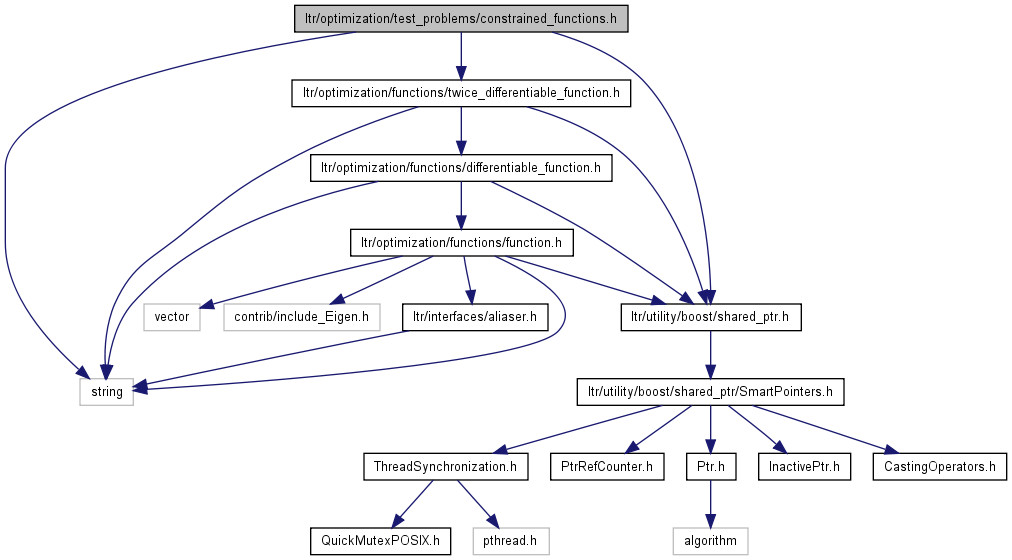 ltr/optimization/test_problems/constrained_functions.h
ltr/optimization/functions/twice_differentiable_function.h
ltr/optimization/functions/differentiable_function.h
ltr/optimization/functions/function.h
vector
contrib/include_Eigen.h
ltr/interfaces/aliaser.h
ltr/utility/boost/shared_ptr.h
string
ltr/utility/boost/shared_ptr/SmartPointers.h
ThreadSynchronization.h
PtrRefCounter.h
Ptr.h
InactivePtr.h
CastingOperators.h
QuickMutexPOSIX.h
pthread.h
algorithm